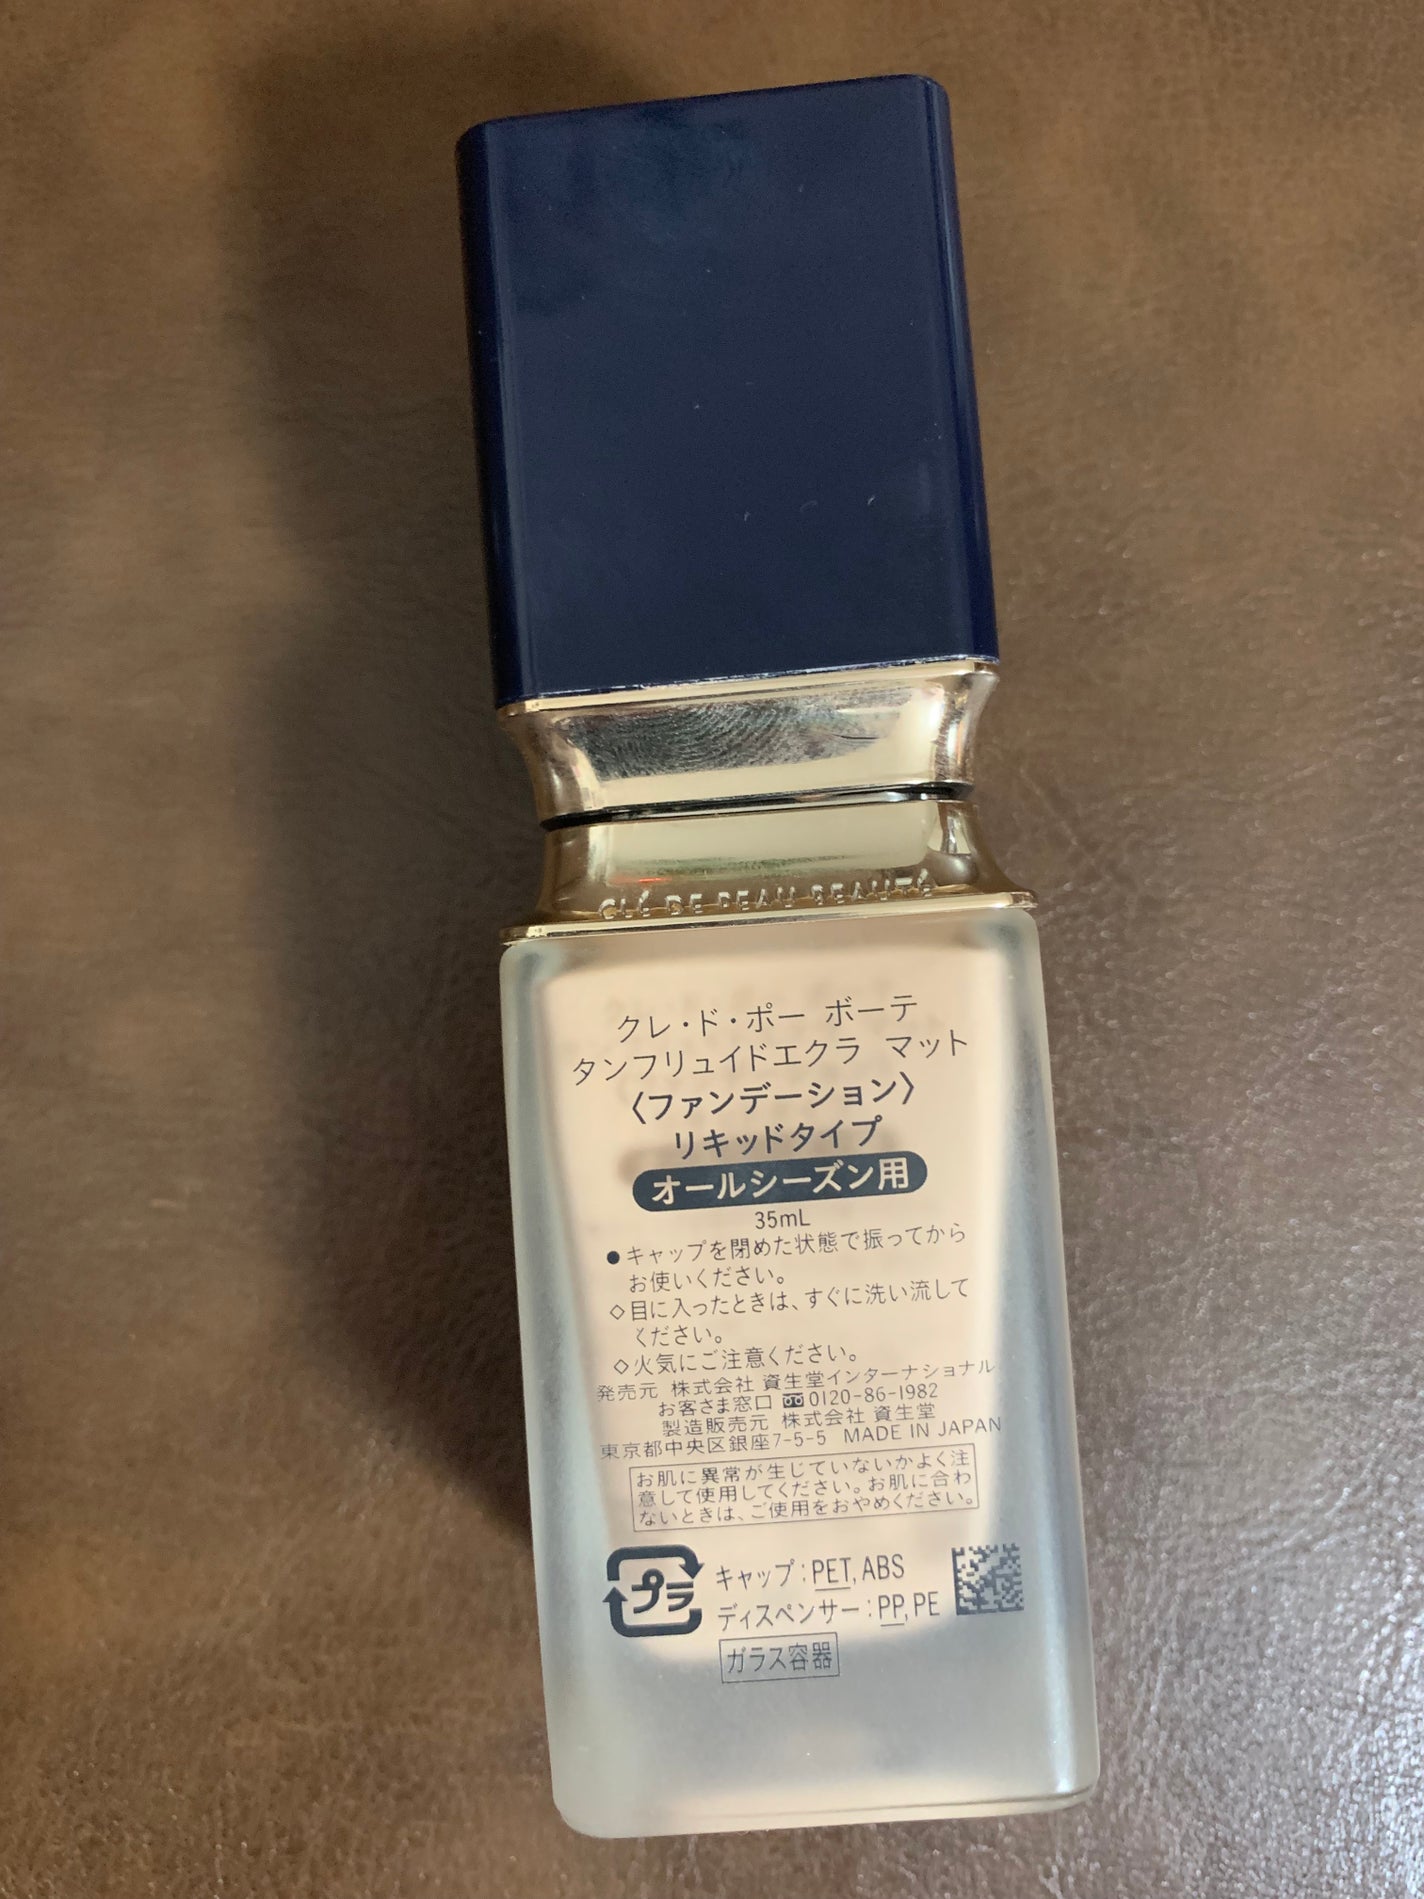 CLÉ DE PEAU BEAUTÉ
クレ・ド・ポー ボーテ
タンフリュイドエクラ マット
〈ファンデーション〉
リキッドタイプ
オールシーズン用
35mL
●キャップを閉めた状態で振ってから
お使いください。
◇目に入ったときは、すぐに洗い流して
ください。
◇火気にご注意ください。
発売元 株式会社 資生堂インターナショナル
お客さま窓口 0120-86-1982
製造販売元 株式会社 資生堂
東京都中央区銀座7-5-5 MADE IN JAPAN
お肌に異常が生じていないかよく注
意して使用してください。お肌に合わ
ないときは、ご使用をおやめください。
プラ
キャップ:PET,ABS
ディスペンサー:PP,PE
ガラス容器